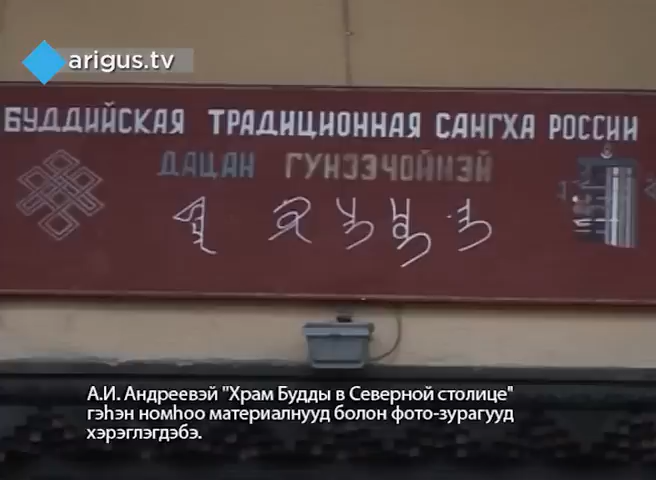 arigus.tv
БУДДИЙСКАЯ ТРАДИЦИОННАЯ САНГХА РОССИИ
ДАЦАН ГУНЗЭЧОЙНЭЙ
А.И. Андреевэй "Храм Будды в Северной столице"
гэһэн номһоо материалнууд болон фото-зурагууд
хэрэглэгдэбэ.